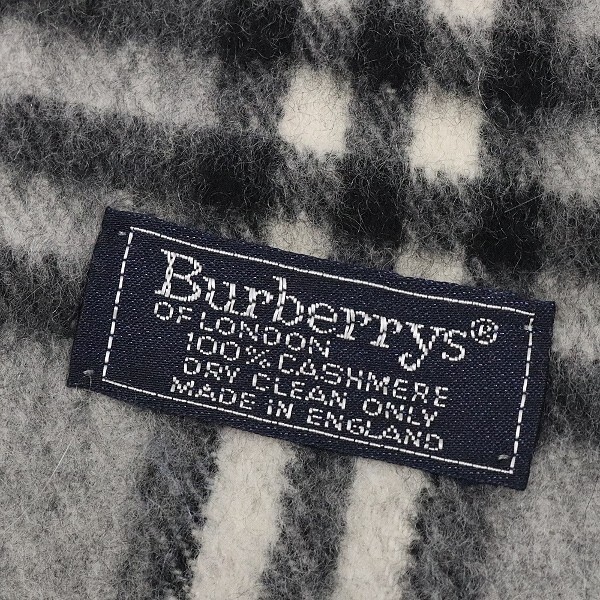 Burberrys®
OF LONDON
100% CASHMERE
DRY CLEAN ONLY
MADE IN ENGLAND